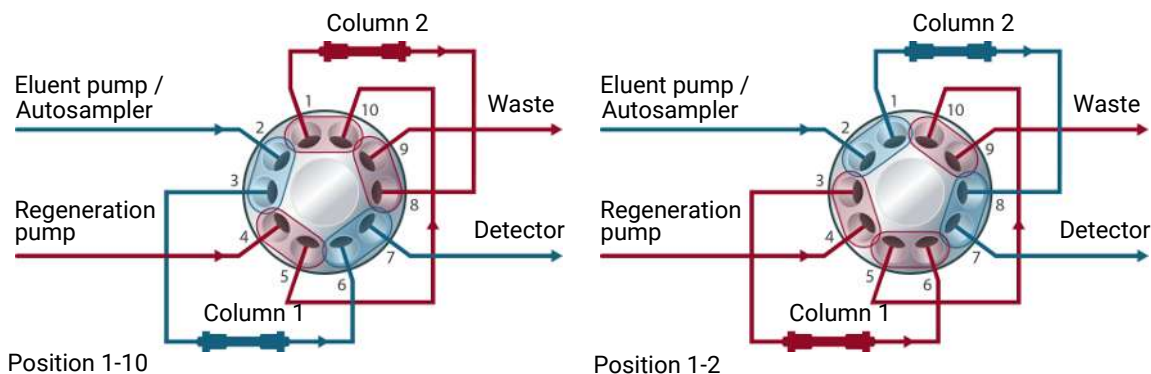 Column 2
Eluent pump /
Autosampler
Waste
1
10
2
9
3
8
Regeneration
pump
Detector
4
7
5
6
Column 1
Position 1-10
Column 2
Eluent pump /
Autosampler
Waste
1
10
2
9
3
8
Regeneration
pump
Detector
4
7
5
6
Column 1
Position 1-2